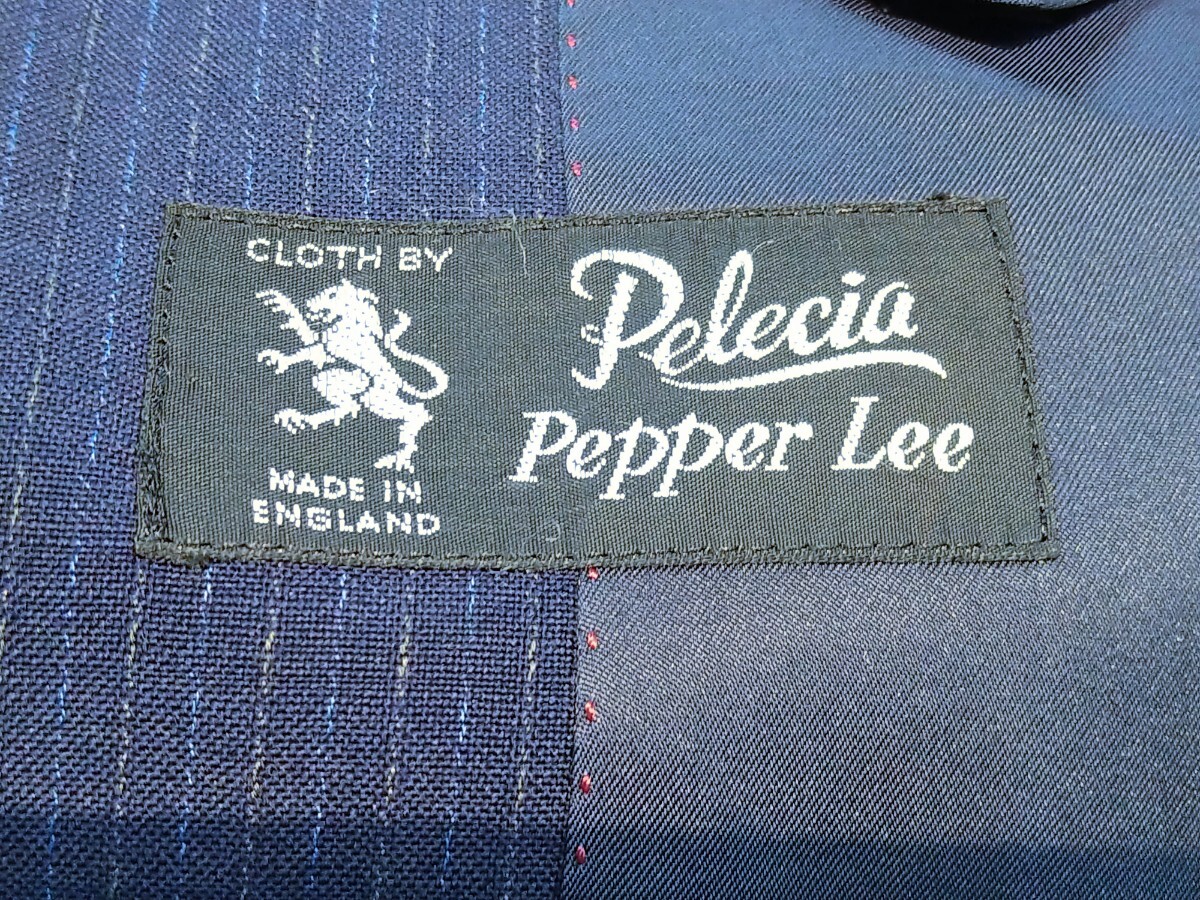 CLOTH BY
MADE IN
ENGLAND
Pelecia
Pepper Lee